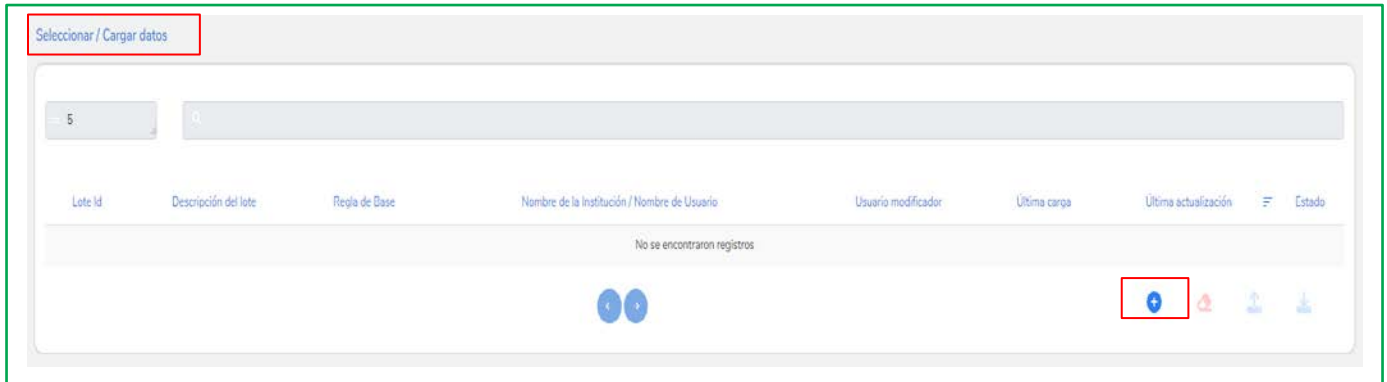 Seleccionar / Cargar datos
5
Lote Id Descripción del lote Regla de Base Nombre de la Institución / Nombre de Usuario Usuario modificador Última carga Última actualización Estado
No se encontraron registros